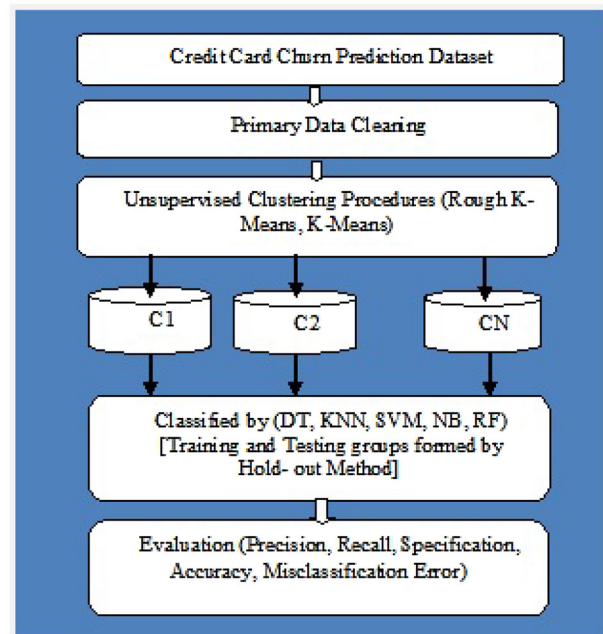 Credit Card Churn Prediction Dataset
Primary Data Cleaning
Unsupervised Clustering Procedures (Rough K-
Means, K-Means)
C1
C2
CN
Classified by (DT, KNN, SVM, NB, RF)
[Training and Testing groups formed by
Hold- out Method]
Evaluation (Precision, Recall, Specification,
Accuracy, Misclassification Error)